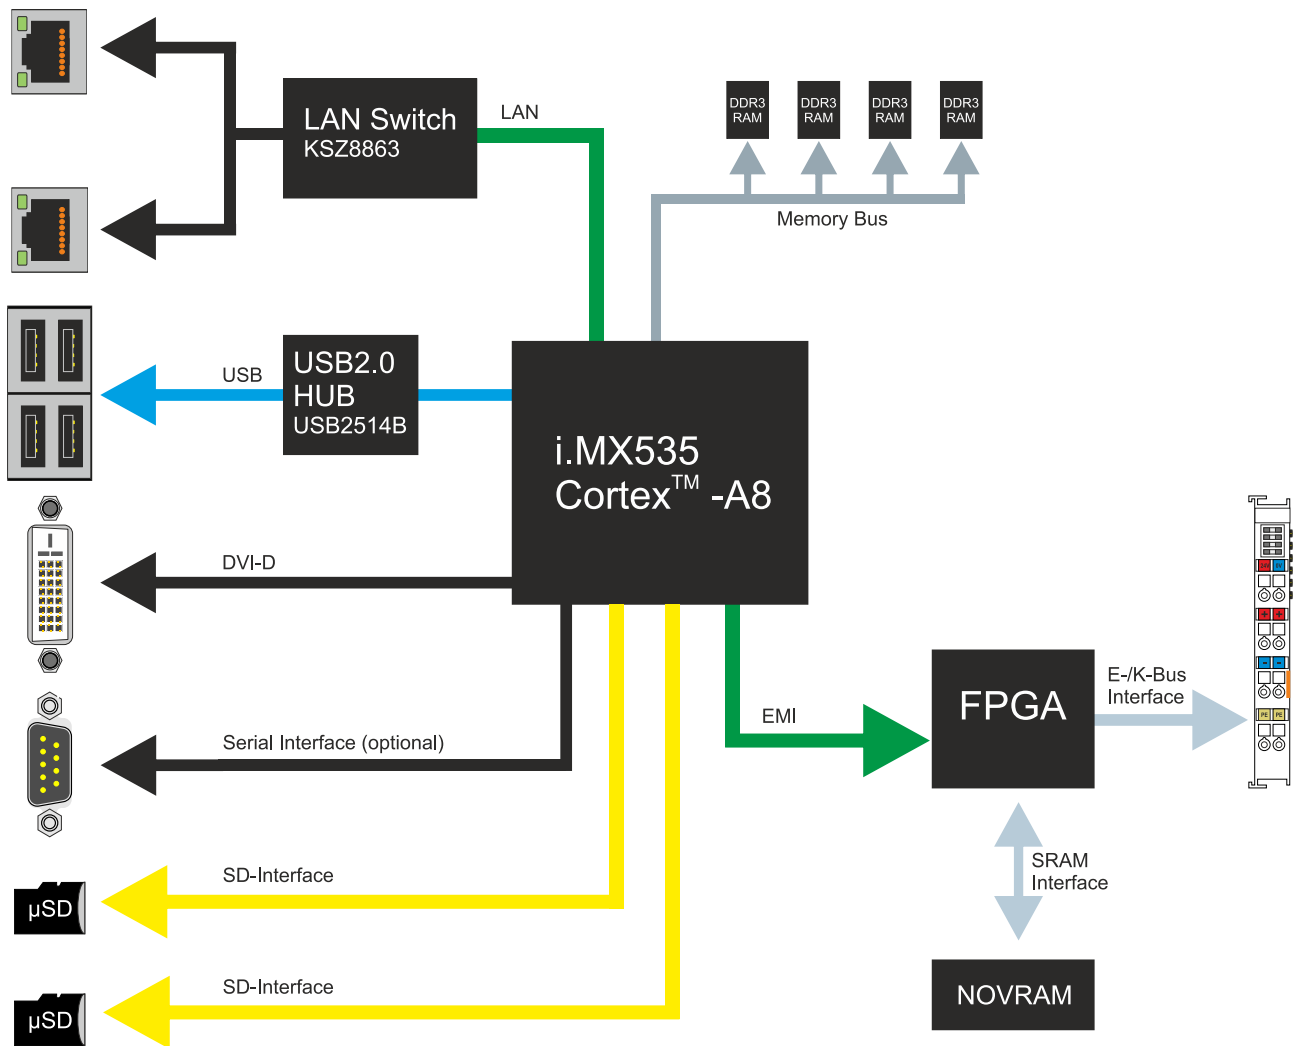 LAN Switch
KSZ8863
LAN
DDR3
RAM
DDR3
RAM
DDR3
RAM
DDR3
RAM
Memory Bus
USB
USB2.0
HUB
USB2514B
i.MX535
Cortex™ -A8
DVI-D
Serial Interface (optional)
EMI
FPGA
E-/K-Bus
Interface
PE PE
SD-Interface
µSD
SRAM
Interface
SD-Interface
µSD
NOVRAM